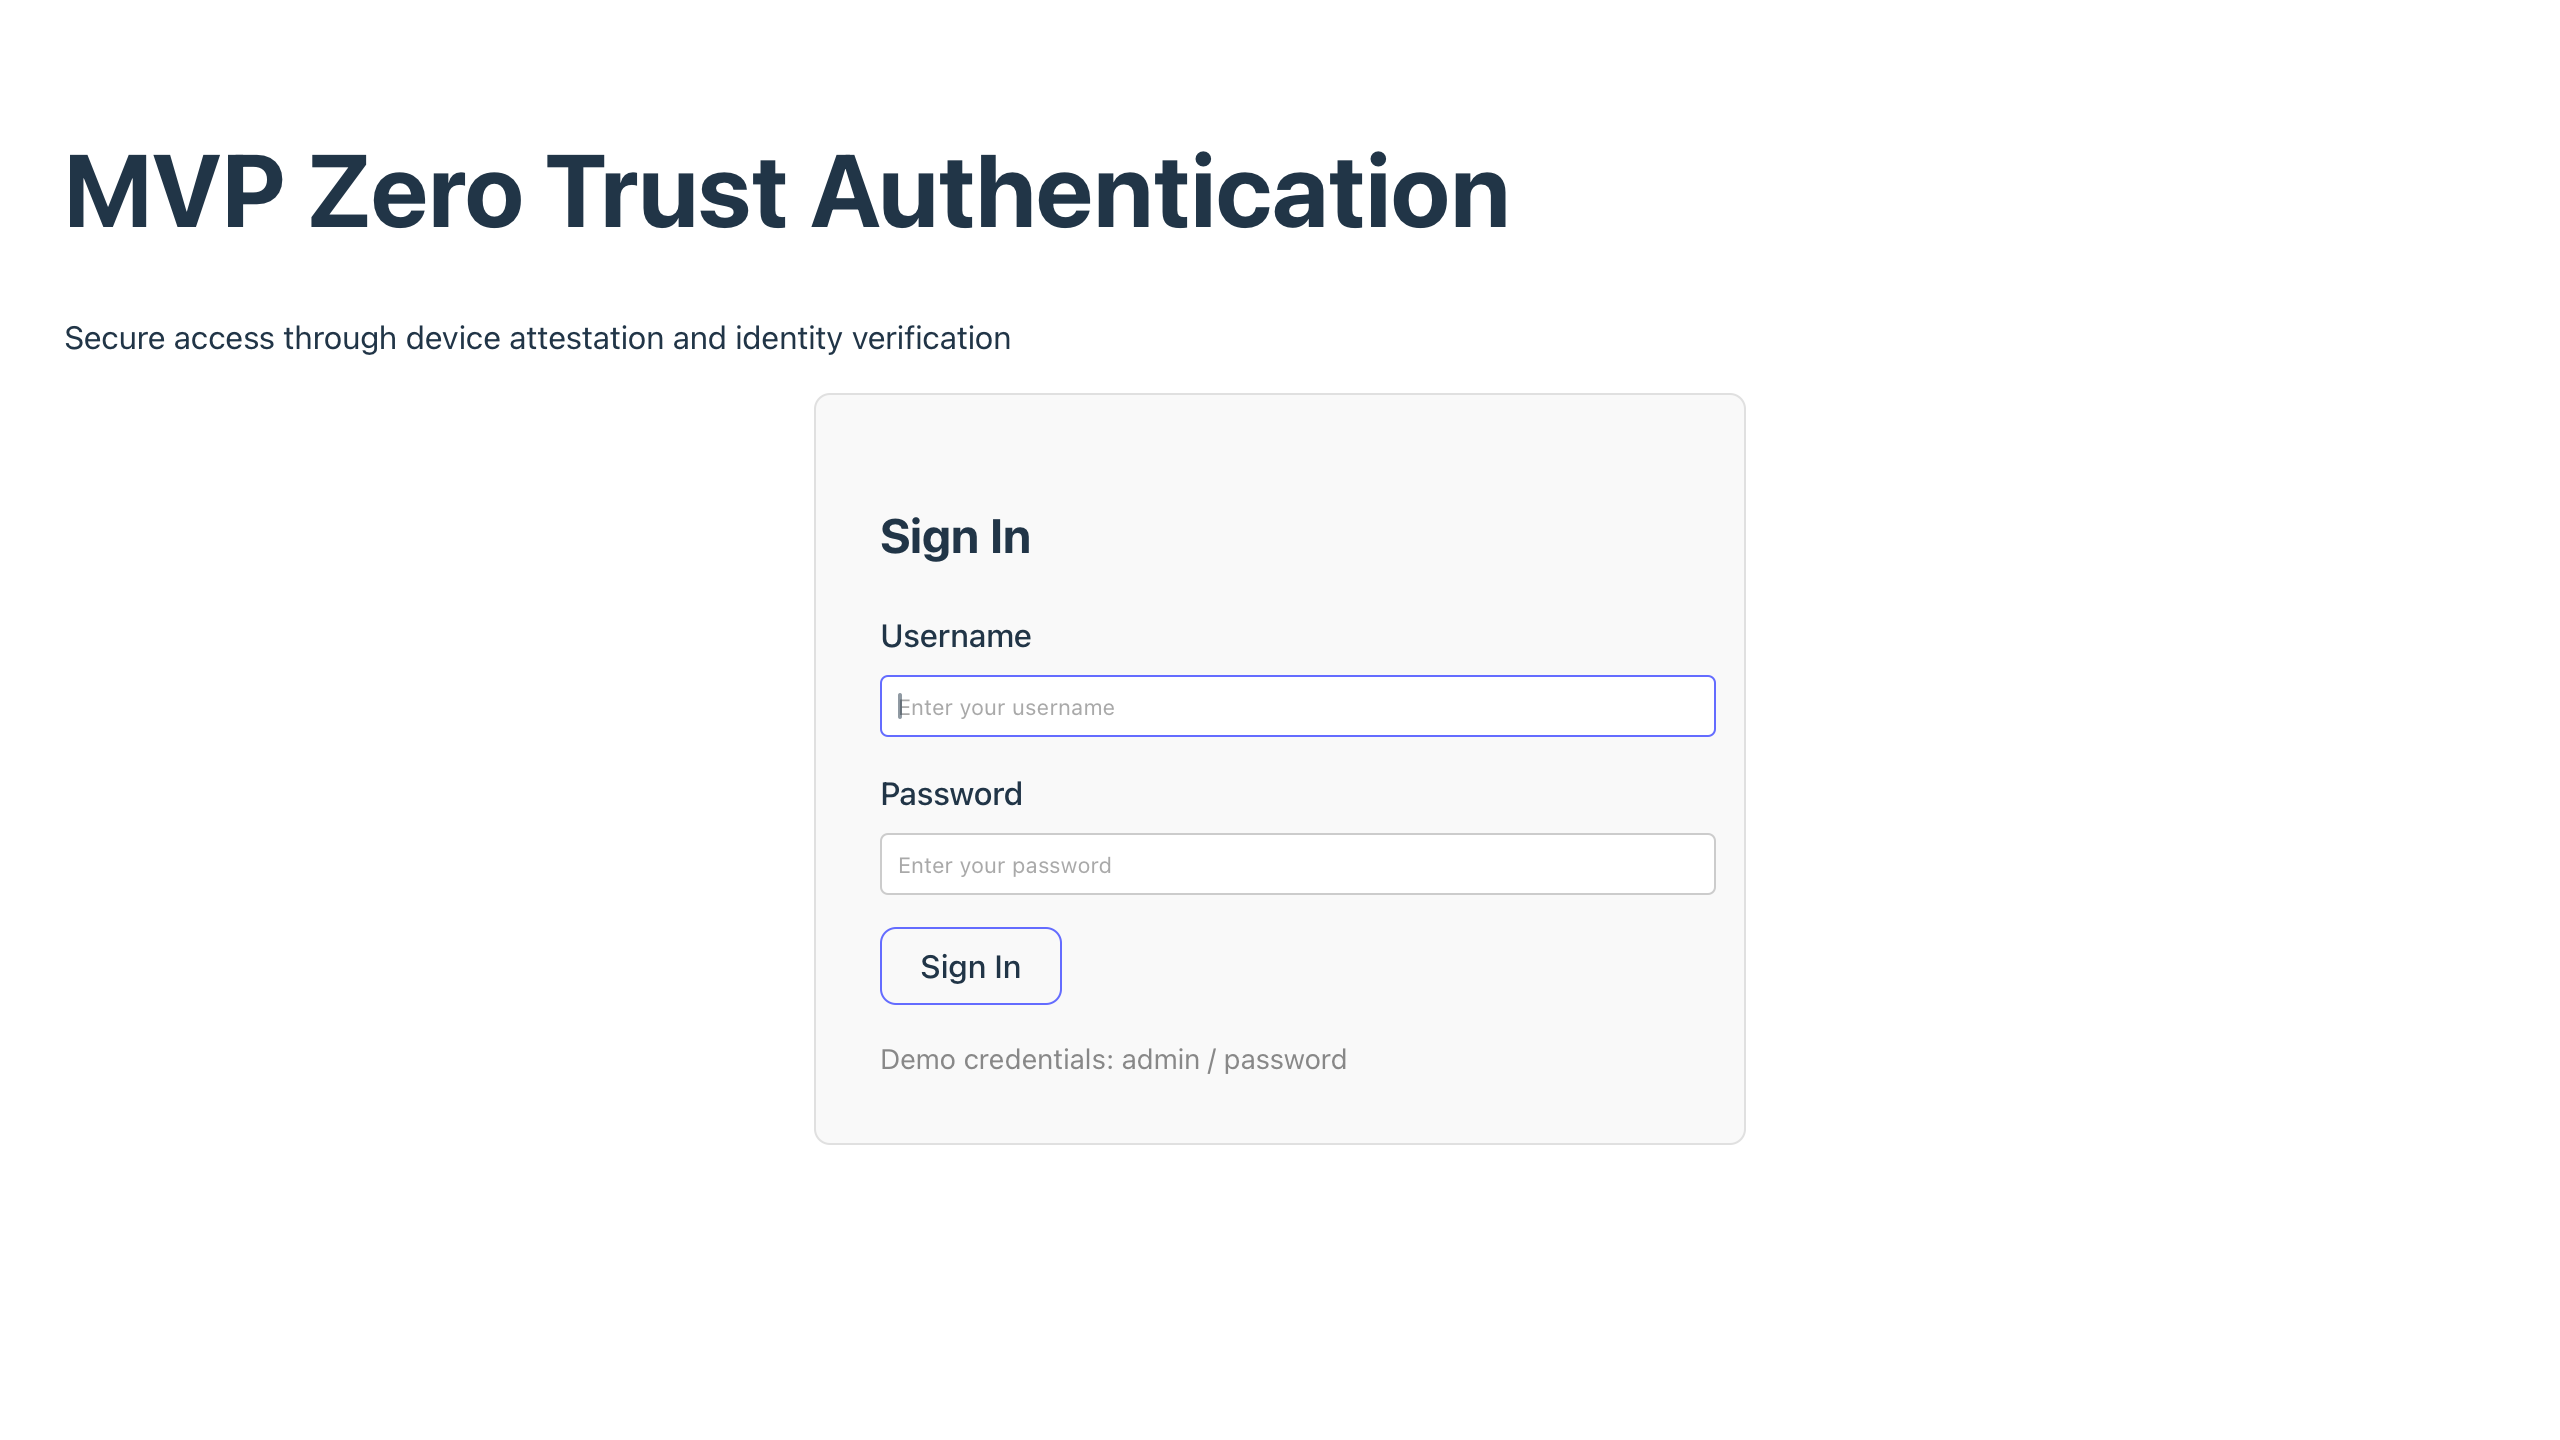 MVP Zero Trust Authentication
Secure access through device attestation and identity verification
Sign In
Username
Enter your username
Password
Enter your password
Sign In
Demo credentials: admin / password